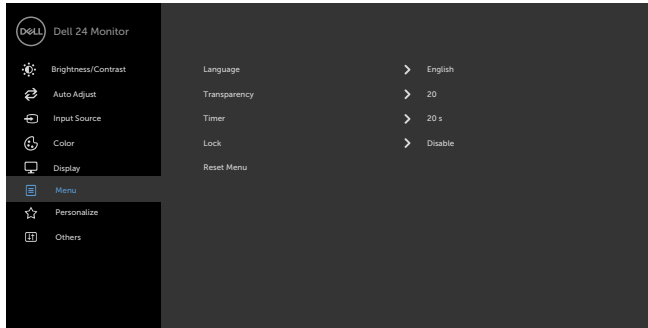 DELL Dell 24 Monitor
Brightness/Contrast
Auto Adjust
Input Source
Color
Display
Menu
Personalize
Others
Language English
Transparency 20
Timer 20 s
Lock Disable
Reset Menu